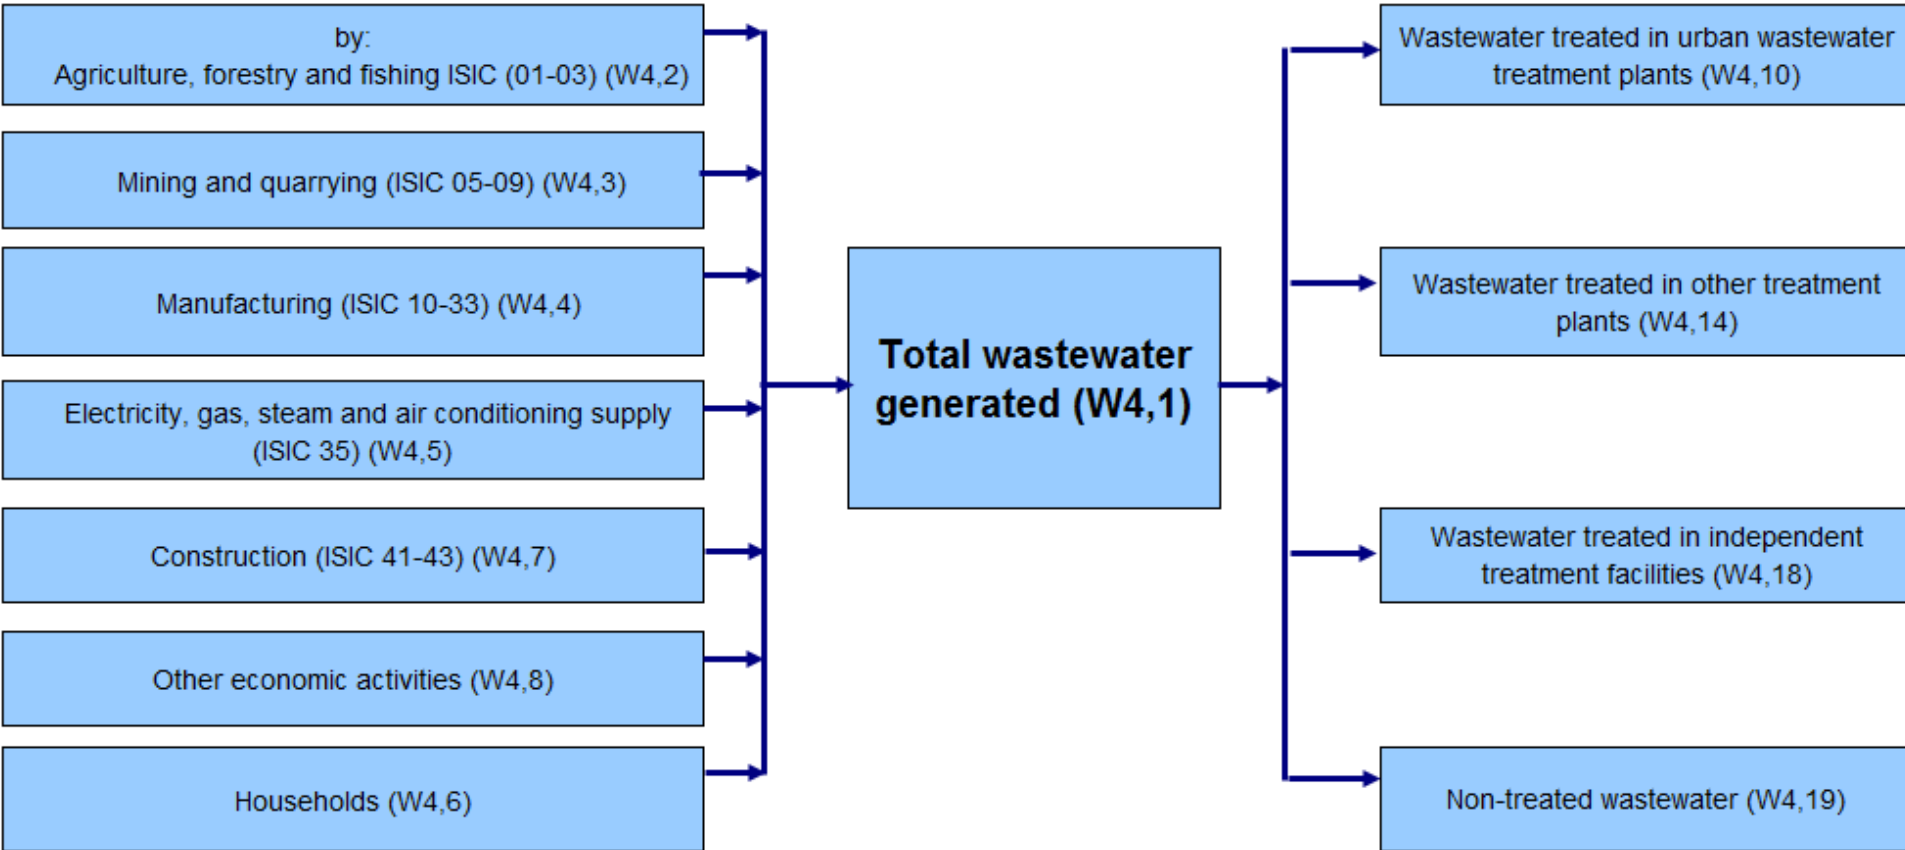 by:
Agriculture, forestry and fishing ISIC (01-03) (W4,2)
Mining and quarrying (ISIC 05-09) (W4,3)
Manufacturing (ISIC 10-33) (W4,4)
Electricity, gas, steam and air conditioning supply
(ISIC 35) (W4,5)
Construction (ISIC 41-43) (W4,7)
Other economic activities (W4,8)
Households (W4,6)
Total wastewater
generated (W4,1)
Wastewater treated in urban wastewater
treatment plants (W4,10)
Wastewater treated in other treatment
plants (W4,14)
Wastewater treated in independent
treatment facilities (W4,18)
Non-treated wastewater (W4,19)